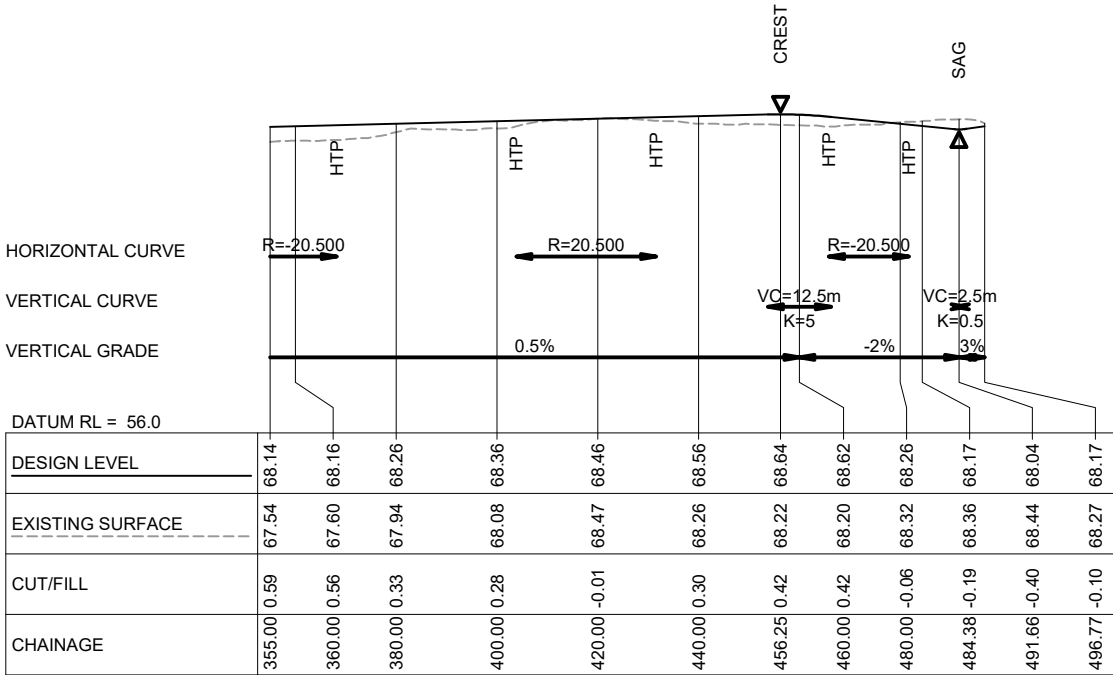 CREST
SAG
HTP
HTP
HTP
HTP
HTP
HORIZONTAL CURVE
R=-20.500
R=20.500
R=-20.500
VERTICAL CURVE
VC=12.5m
K=5
VC=2.5m
K=0.5
VERTICAL GRADE
0.5%
-2%
3%
DATUM RL = 56.0
DESIGN LEVEL 68.14 68.16 68.26 68.36 68.46 68.56 68.64 68.62 68.26 68.17 68.04 68.17
EXISTING SURFACE 67.54 67.60 67.94 68.08 68.47 68.26 68.22 68.20 68.32 68.36 68.44 68.27
CUT/FILL 0.59 0.56 0.33 0.28 -0.01 0.30 0.42 0.42 -0.06 -0.19 -0.40 -0.10
CHAINAGE 355.00 360.00 380.00 400.00 420.00 440.00 456.25 460.00 480.00 484.38 491.66 496.77